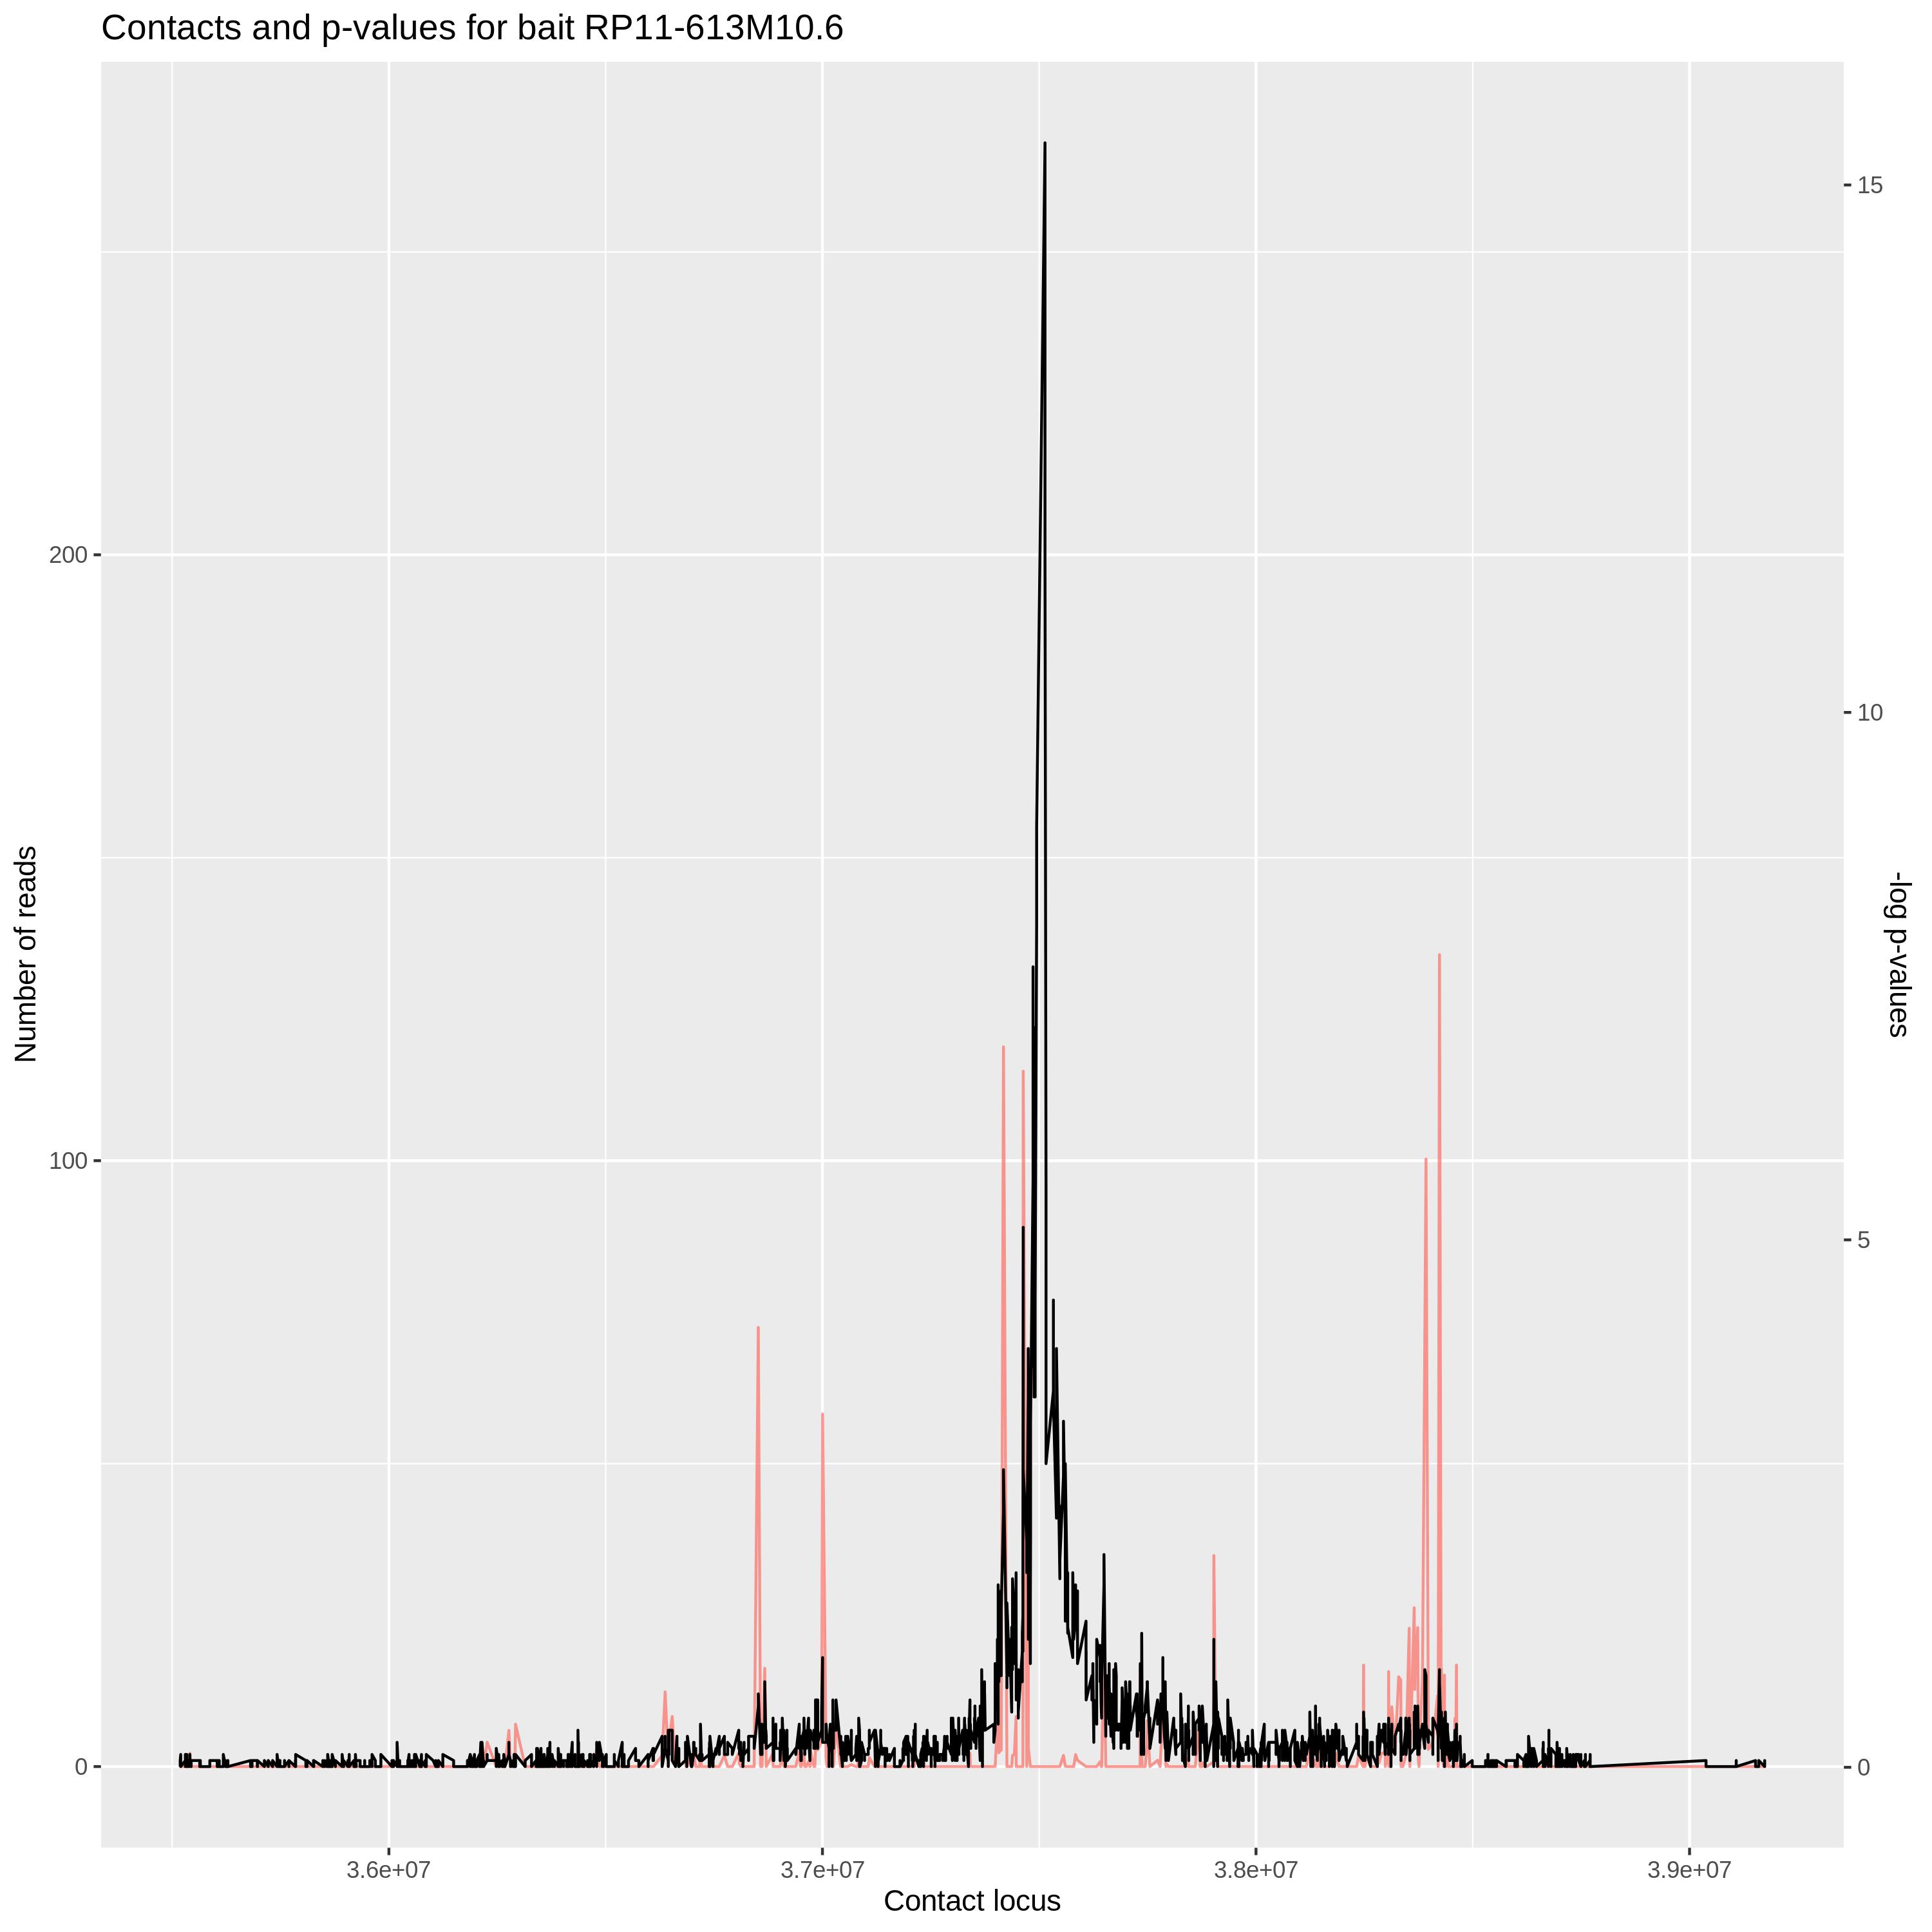 Contacts and p-values for bait RP11-613M10.6
Number of reads
200
100
0
15
10
5
0
-log p-values
3.6e+07
3.7e+07
3.8e+07
3.9e+07
Contact locus